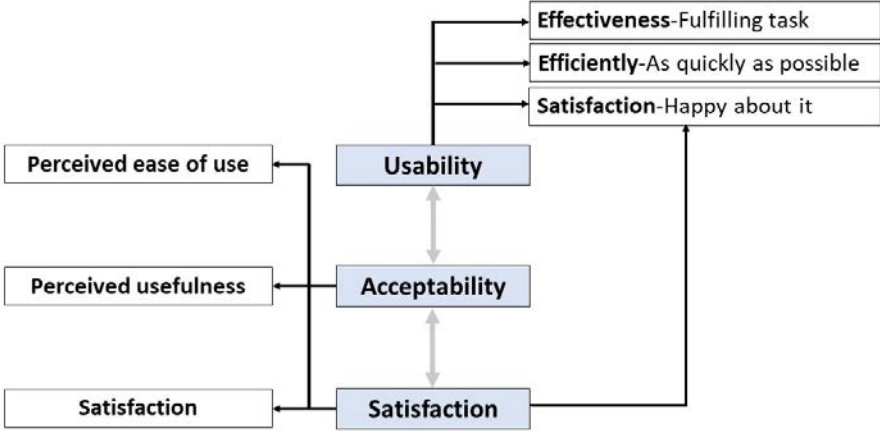 Effectiveness-Fulfilling task
Efficiently-As quickly as possible
Satisfaction-Happy about it
Perceived ease of use
Usability
Perceived usefulness
Acceptability
Satisfaction
Satisfaction